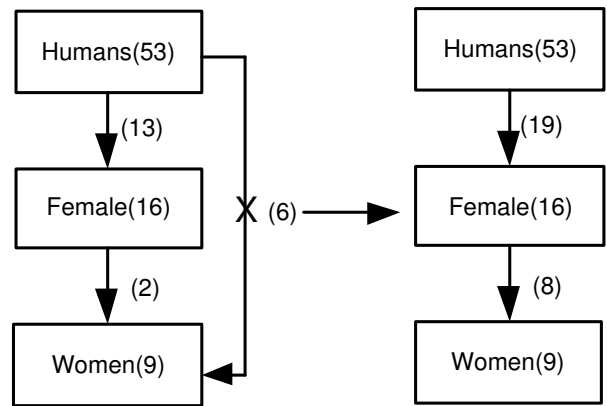 Humans(53)
(13)
Female(16)
X (6)
(2)
Women(9)
Humans(53)
(19)
Female(16)
(8)
Women(9)